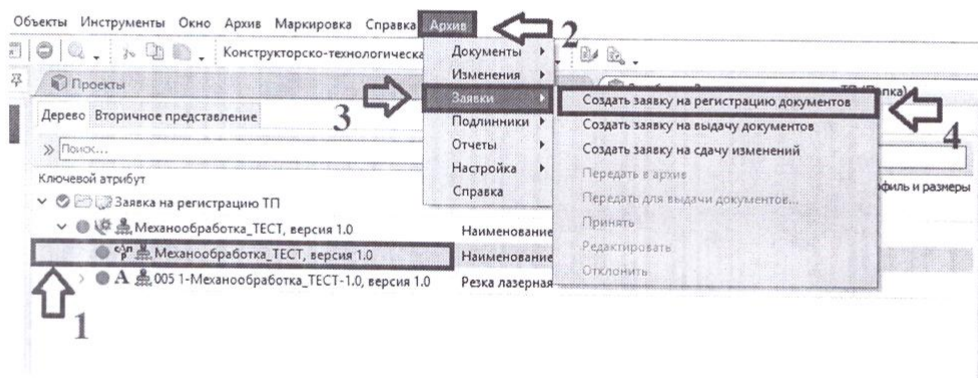 Объекты Инструменты Окно Архив Маркировка Справка Архив
2
Конструкторско-технологическа
Документы
Изменения
Проекты
ТП (Папка)
3
Заявки
Создать заявку на регистрацию документов
4
Дерево Вторичное представление
Подлинники
Создать заявку на выдачу документов
Поиск...
Отчеты
Создать заявку на сдачу изменений
Настройка
Передать в архив
Ключевой атрибут
Справка
Передать для выдачи документов...
филь и размеры
Заявка на регистрацию ТП
Принять
Механообработка_ТЕСТ, версия 1.0
Наименование
Редактировать
Механообработка_ТЕСТ, версия 1.0
Наименование
Отклонить
А 005 1-Механообработка_ТЕСТ-1.0, версия 1.0
Резка лазерная
1